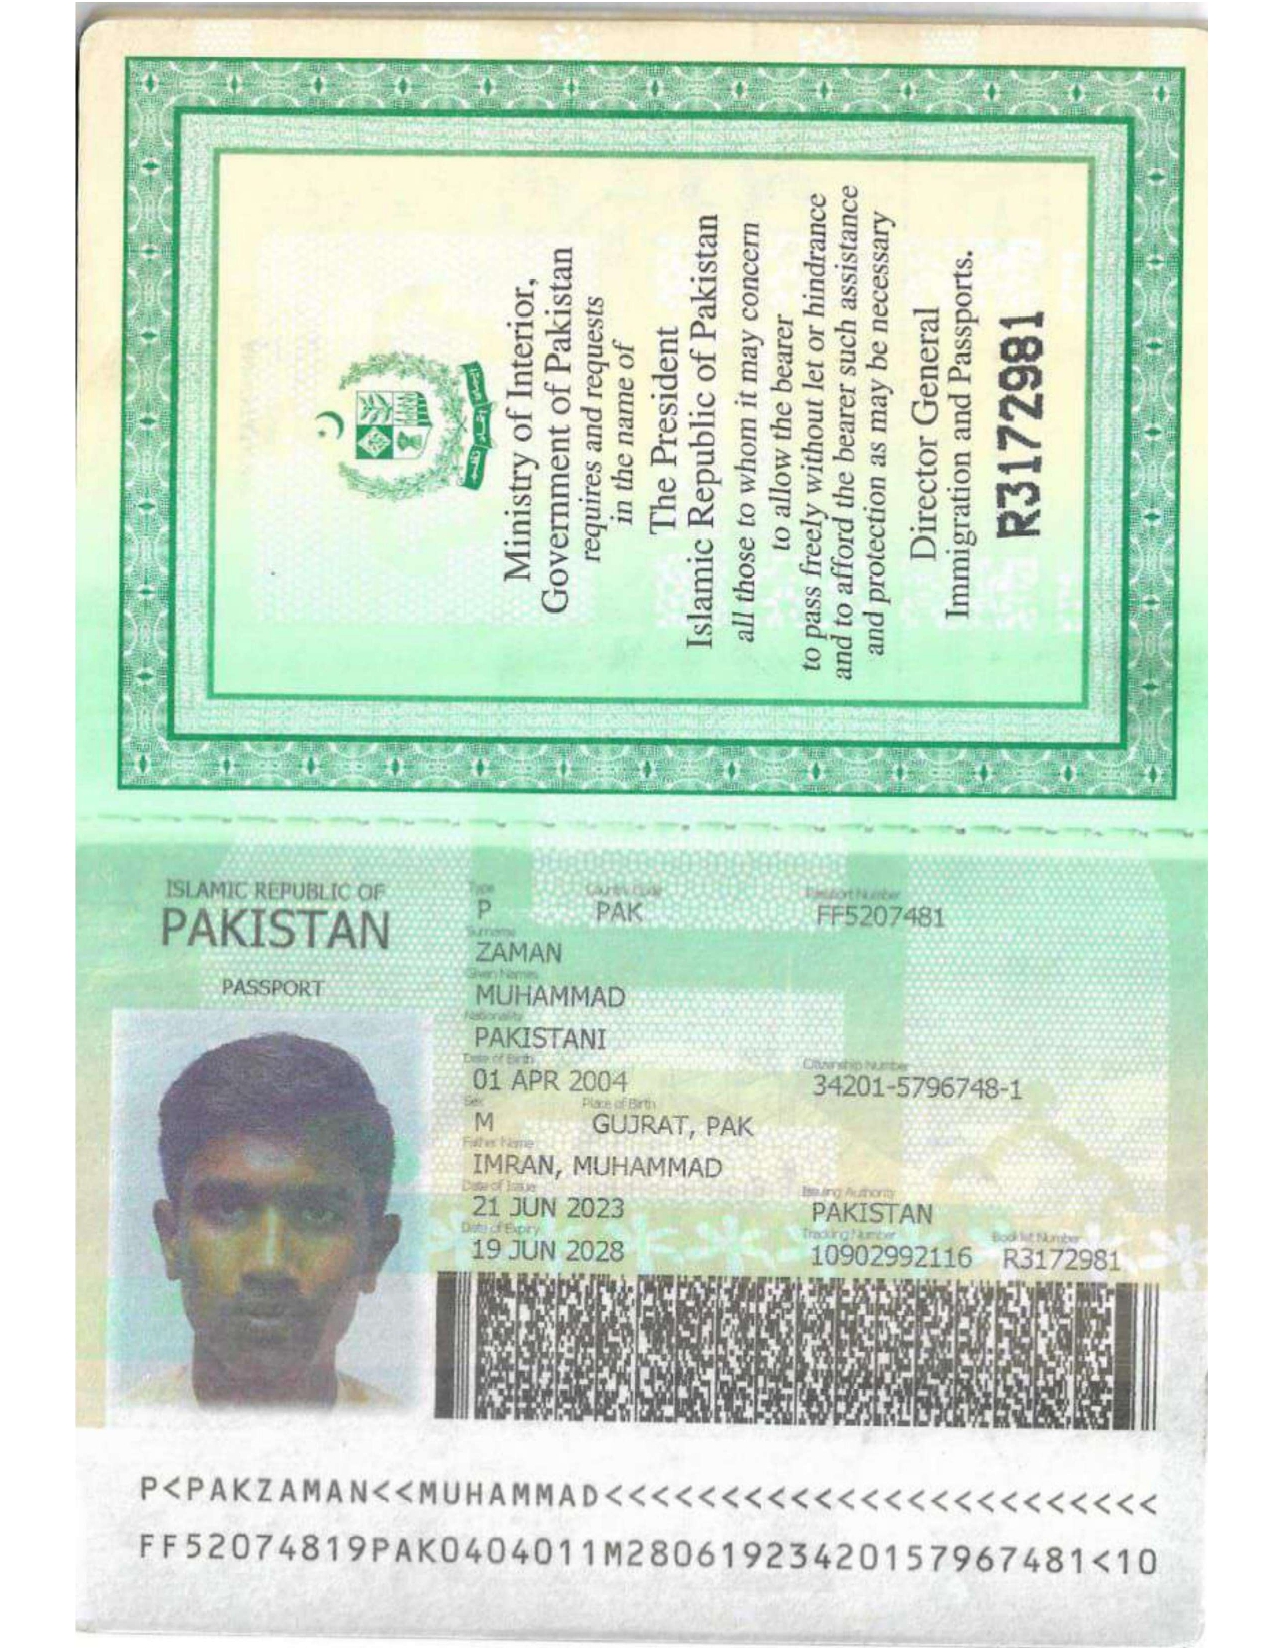 Ministry of Interior,
Government of Pakistan
requires and requests
in the name of
The President
Islamic Republic of Pakistan
all those to whom it may concern
to allow the bearer
to pass freely without let or hindrance
and to afford the bearer such assistance
and protection as may be necessary
Director General
Immigration and Passports.
R3172981
ISLAMIC REPUBLIC OF
PAKISTAN
PASSPORT
Type Country Code Passport Number
P PAK FF5207481
Surname
ZAMAN
Given Names
MUHAMMAD
Nationality
PAKISTANI
Date of Birth Citizenship Number
01 APR 2004 34201-5796748-1
Sex Place of Birth
M GUJRAT, PAK
Father Name
IMRAN, MUHAMMAD
Date of Issue Issuing Authority
21 JUN 2023 PAKISTAN
Date of Expiry Tracking Number Booklet Number
19 JUN 2028 10902992116 R3172981
P<PAKZAMAN<<MUHAMMAD<<<<<<<<<<<<<<<<<<<<<<<<
FF52074819PAK0404011M28061923420157967481<10